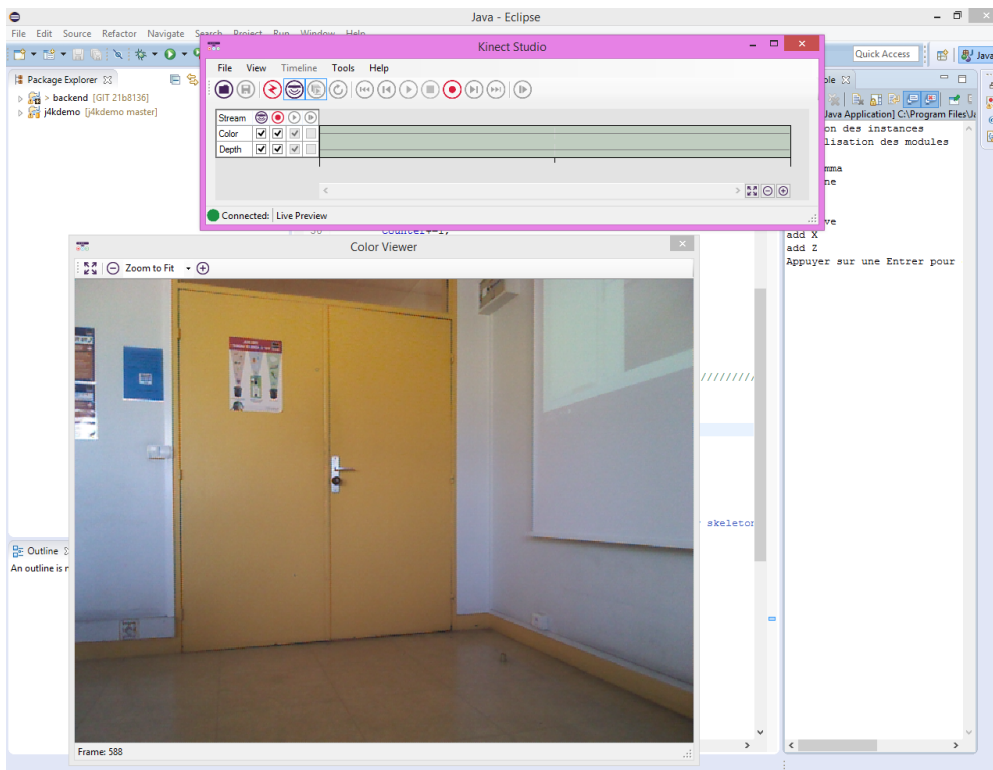 Java - Eclipse
File Edit Source Refactor Navigate Search Project Run Window Help
Quick Access
Java
Package Explorer
> backend [GIT 21b8136]
j4kdemo [j4kdemo master]
Kinect Studio
File View Timeline Tools Help
Stream
Color
Depth
Connected: Live Preview
Java Application] C:\Program Files\Ja
on des instances
lisation des modules
add X
add Z
Appuyer sur une Entrer pour
Counter+=1;
Color Viewer
Zoom to Fit
/////////
skeleton
Outline
An outline is
Frame: 588